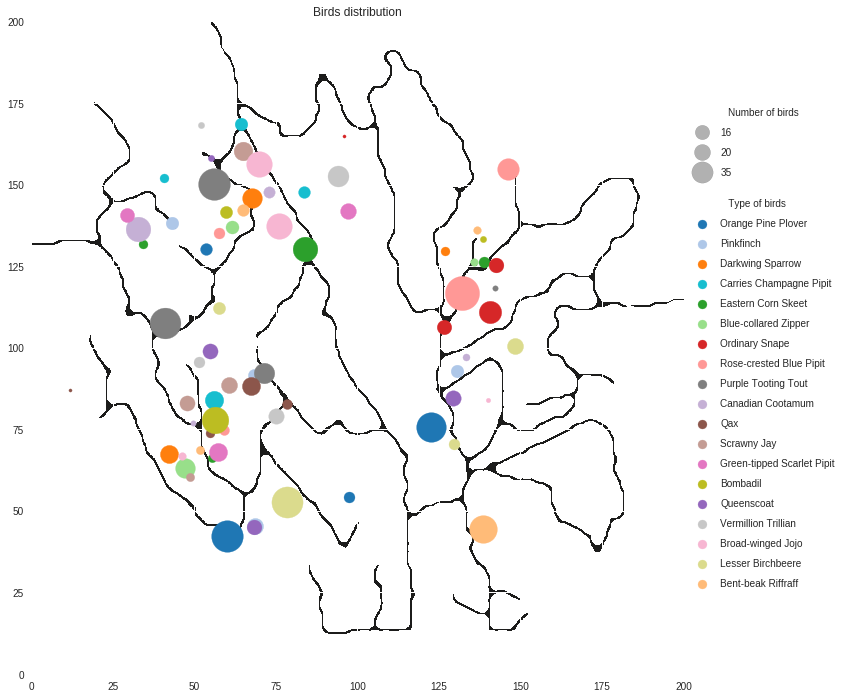 Birds distribution
200
175
150
125
100
75
50
25
0
0 25 50 75 100 125 150 175 200
Number of birds
16
20
35
Type of birds
Orange Pine Plover
Pinkfinch
Darkwing Sparrow
Carries Champagne Pipit
Eastern Corn Skeet
Blue-collared Zipper
Ordinary Snape
Rose-crested Blue Pipit
Purple Tooting Tout
Canadian Cootamum
Qax
Scrawny Jay
Green-tipped Scarlet Pipit
Bombadil
Queenscoat
Vermillion Trillian
Broad-winged Jojo
Lesser Birchbeere
Bent-beak Riffraff